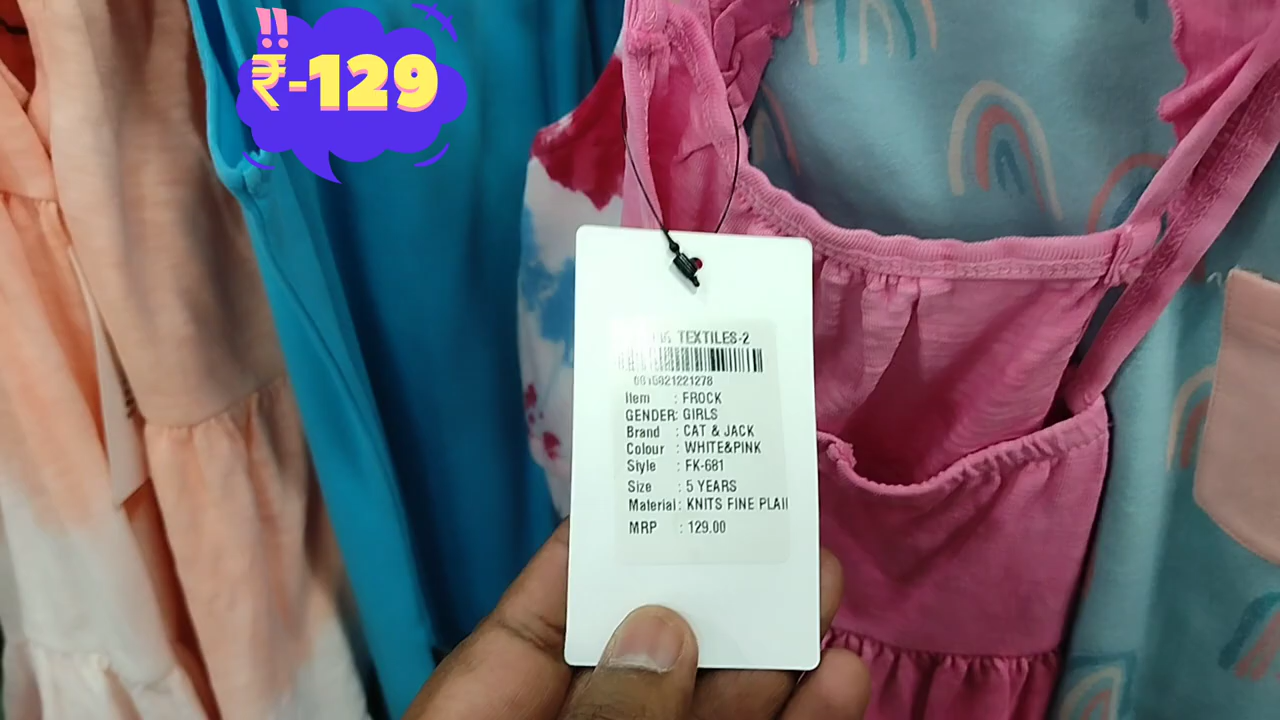 !!
₹-129
TEXTILES-2
Item : FROCK
GENDER: GIRLS
Brand : CAT & JACK
Colour : WHITE&PINK
Style : FK-681
Size : 5 YEARS
Material : KNITS FINE PLAI
MRP : 129.00